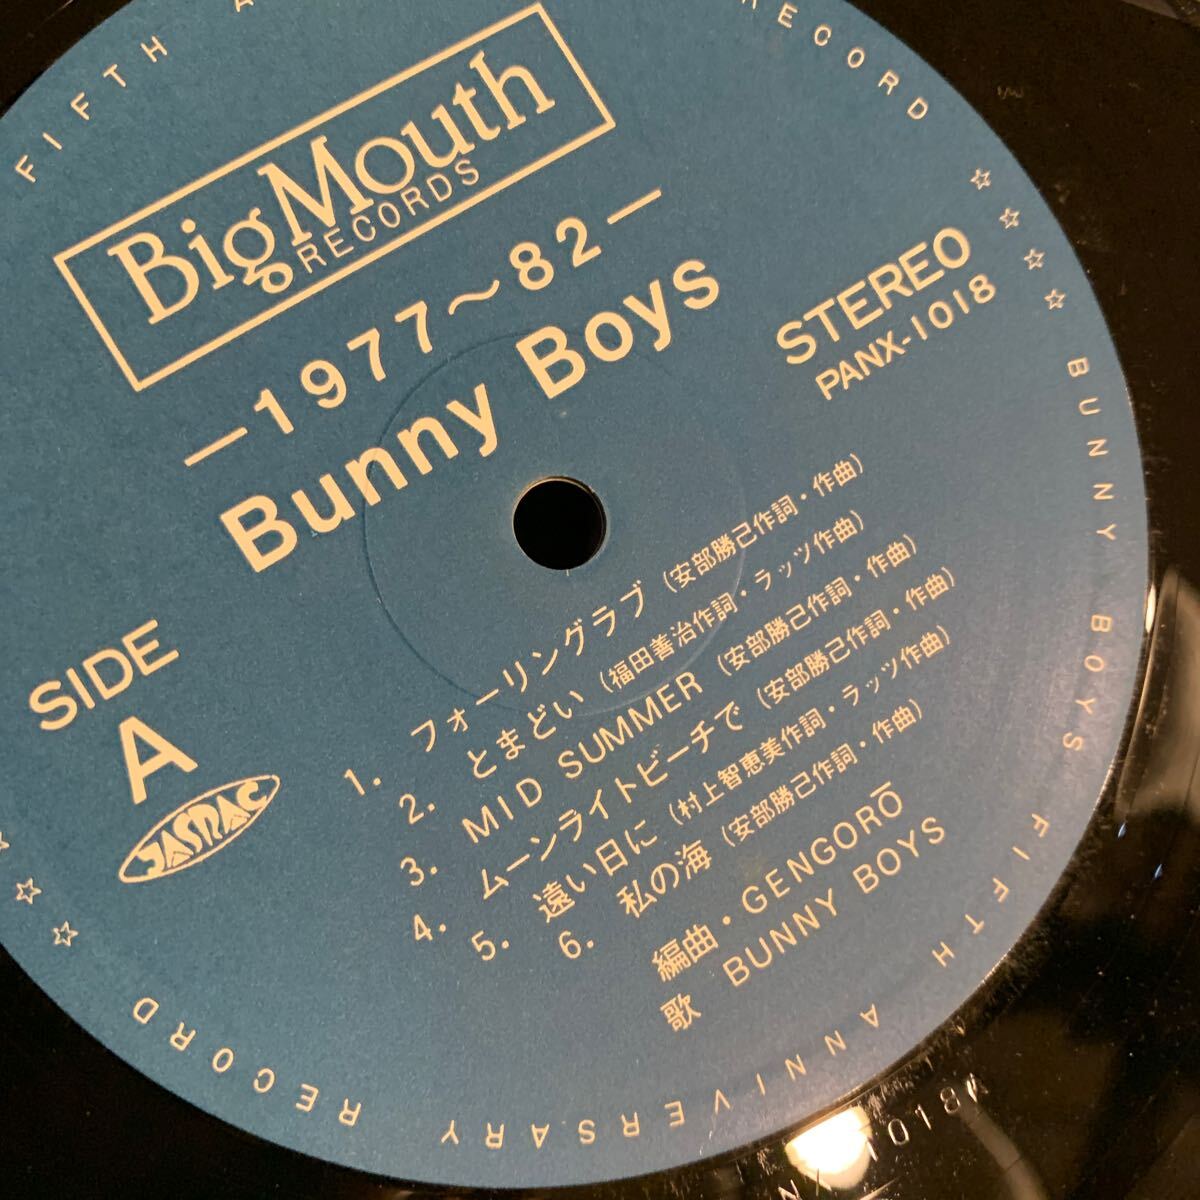 BigMouth
RECORDS
—1977〜82—
Bunny Boys
STEREO
PANX-1018
SIDE
A
JASRAC
1. フォーリングラブ (安部勝己作詞・作曲)
2. とまどい (福田善治作詞・ラッツ作曲)
3. MID SUMMER (安部勝己作詞・作曲)
4. ムーンライトビーチで (安部勝己作詞・作曲)
5. 遠い日に (村上智恵美作詞・ラッツ作曲)
6. 私の海 (安部勝己作詞・作曲)
編曲・GENGORŌ
歌 BUNNY BOYS
FIFTH A
RECORD
☆☆☆☆ BUNNY BOYS FIFTH ANNIVERSARY RECORD ☆☆☆☆
1018A